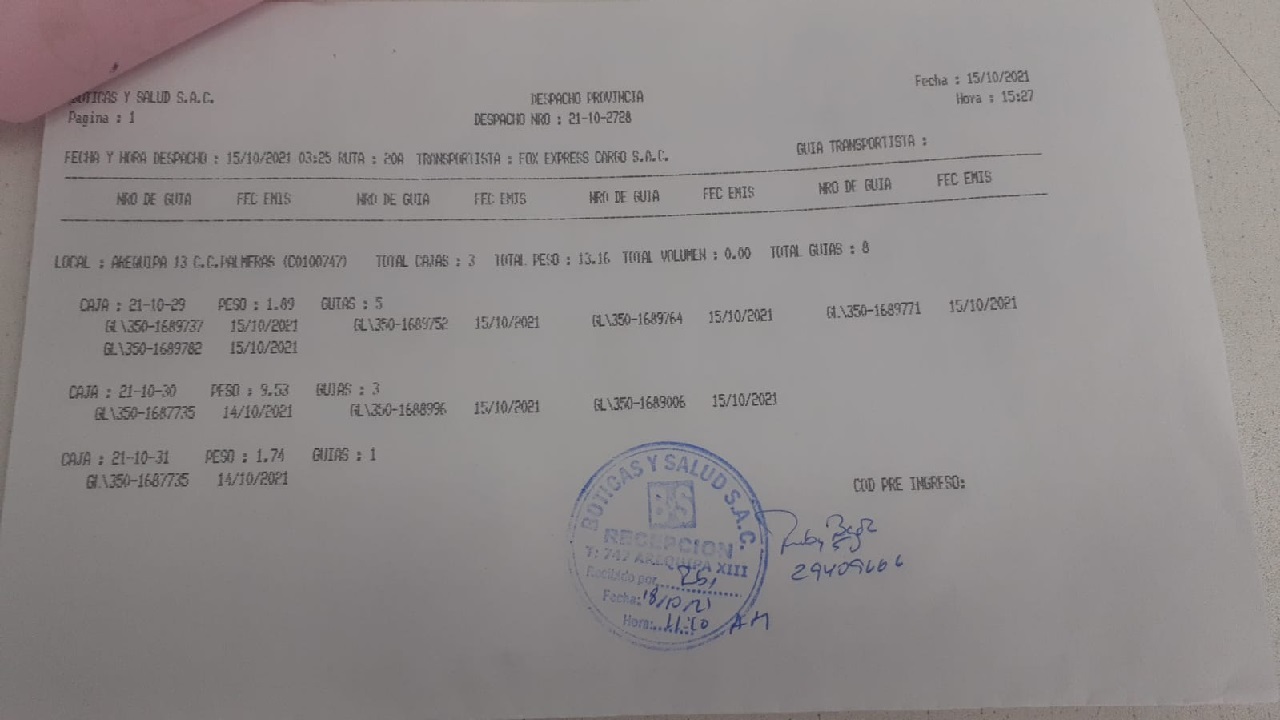 BOTICAS Y SALUD S.A.C. DESPACHO PROVINCIA Fecha : 15/10/2021
Pagina : 1 DESPACHO NRO : 21-10-2728 Hora : 15:27
FECHA Y HORA DESPACHO : 15/10/2021 03:25 RUTA : 20A TRANSPORTISTA : FOX EXPRESS CARGO S.A.C. GUIA TRANSPORTISTA :
NRO DE GUIA FEC EMIS NRO DE GUIA FEC EMIS NRO DE GUIA FEC EMIS NRO DE GUIA FEC EMIS
LOCAL : AREQUIPA 13 C.C.PALMERAS (C0100747) TOTAL CAJAS : 3 TOTAL PESO : 13.16 TOTAL VOLUMEN : 0.00 TOTAL GUIAS : 8
CAJA : 21-10-29 PESO : 1.89 GUIAS : 5
GL\350-1689737 15/10/2021 GL\350-1689752 15/10/2021 GL\350-1689764 15/10/2021 GL\350-1689771 15/10/2021
GL\350-1689782 15/10/2021
CAJA : 21-10-30 PESO : 9.53 GUIAS : 3
GL\350-1687735 14/10/2021 GL\350-1688996 15/10/2021 GL\350-1689006 15/10/2021
CAJA : 21-10-31 PESO : 1.74 GUIAS : 1
GL\350-1687735 14/10/2021
COD PRE INGRESO:
BOTICAS Y SALUD S.A.C.
BS
RECEPCION
T: 747 AREQUIPA XIII
Recibido por
Fecha: 18/10/21
Hora: 11:10 AM
29409606